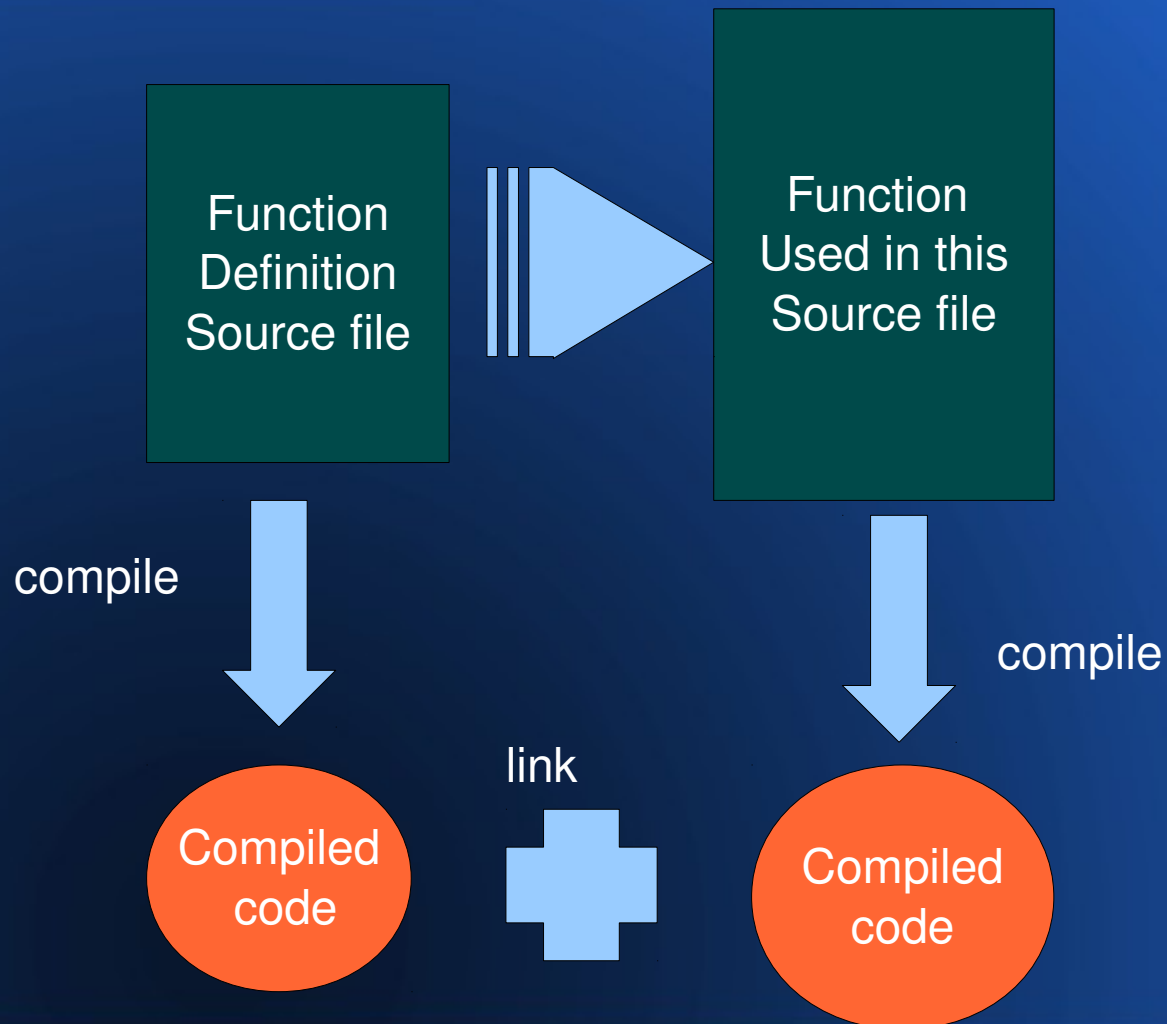 Function
Definition
Source file
Function
Used in this
Source file
compile
compile
link
Compiled
code
Compiled
code